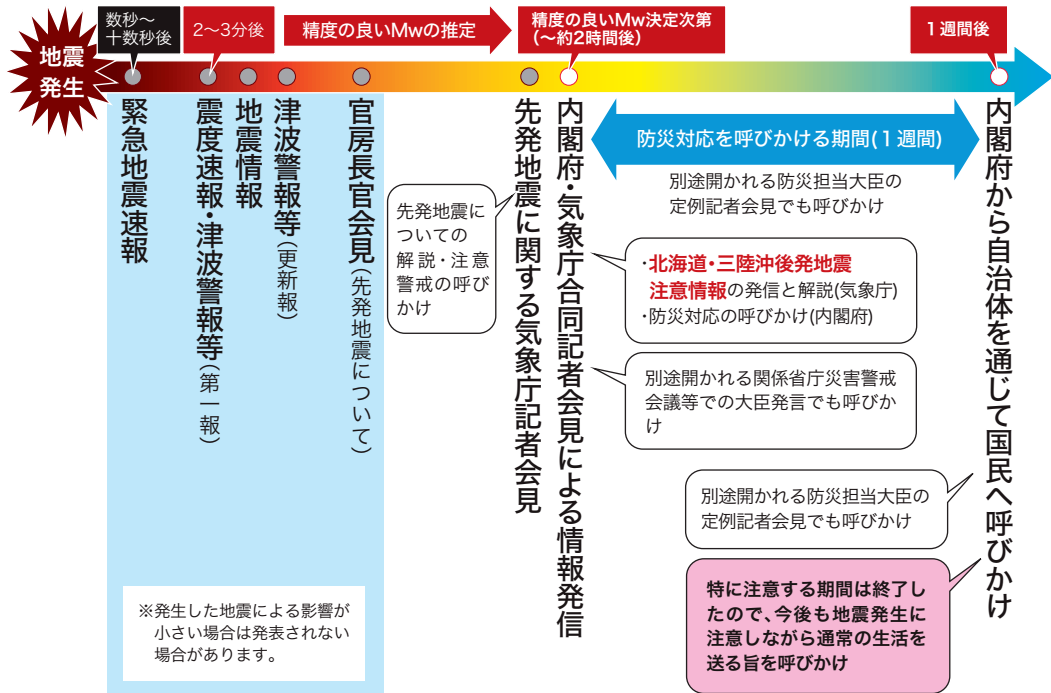 地震
発生
数秒～
十数秒後
2～3分後
精度の良いMwの推定
精度の良いMw決定次第
(～約2時間後)
1週間後
緊急地震速報
震度速報・津波警報等(第一報)
地震情報
津波警報等(更新報)
官房長官会見(先発地震について)
※発生した地震による影響が
小さい場合は発表されない
場合があります。
先発地震に
ついての
解説・注意
警戒の呼び
かけ
先発地震に関する気象庁記者会見
内閣府・気象庁合同記者会見による情報発信
防災対応を呼びかける期間(1週間)
別途開かれる防災担当大臣の
定例記者会見でも呼びかけ
・北海道・三陸沖後発地震
注意情報の発信と解説(気象庁)
・防災対応の呼びかけ(内閣府)
別途開かれる関係省庁災害警戒
会議等での大臣発言でも呼びか
け
別途開かれる防災担当大臣の
定例記者会見でも呼びかけ
特に注意する期間は終了し
たので、今後も地震発生に
注意しながら通常の生活を
送る旨を呼びかけ
内閣府から自治体を通じて国民へ呼びかけ